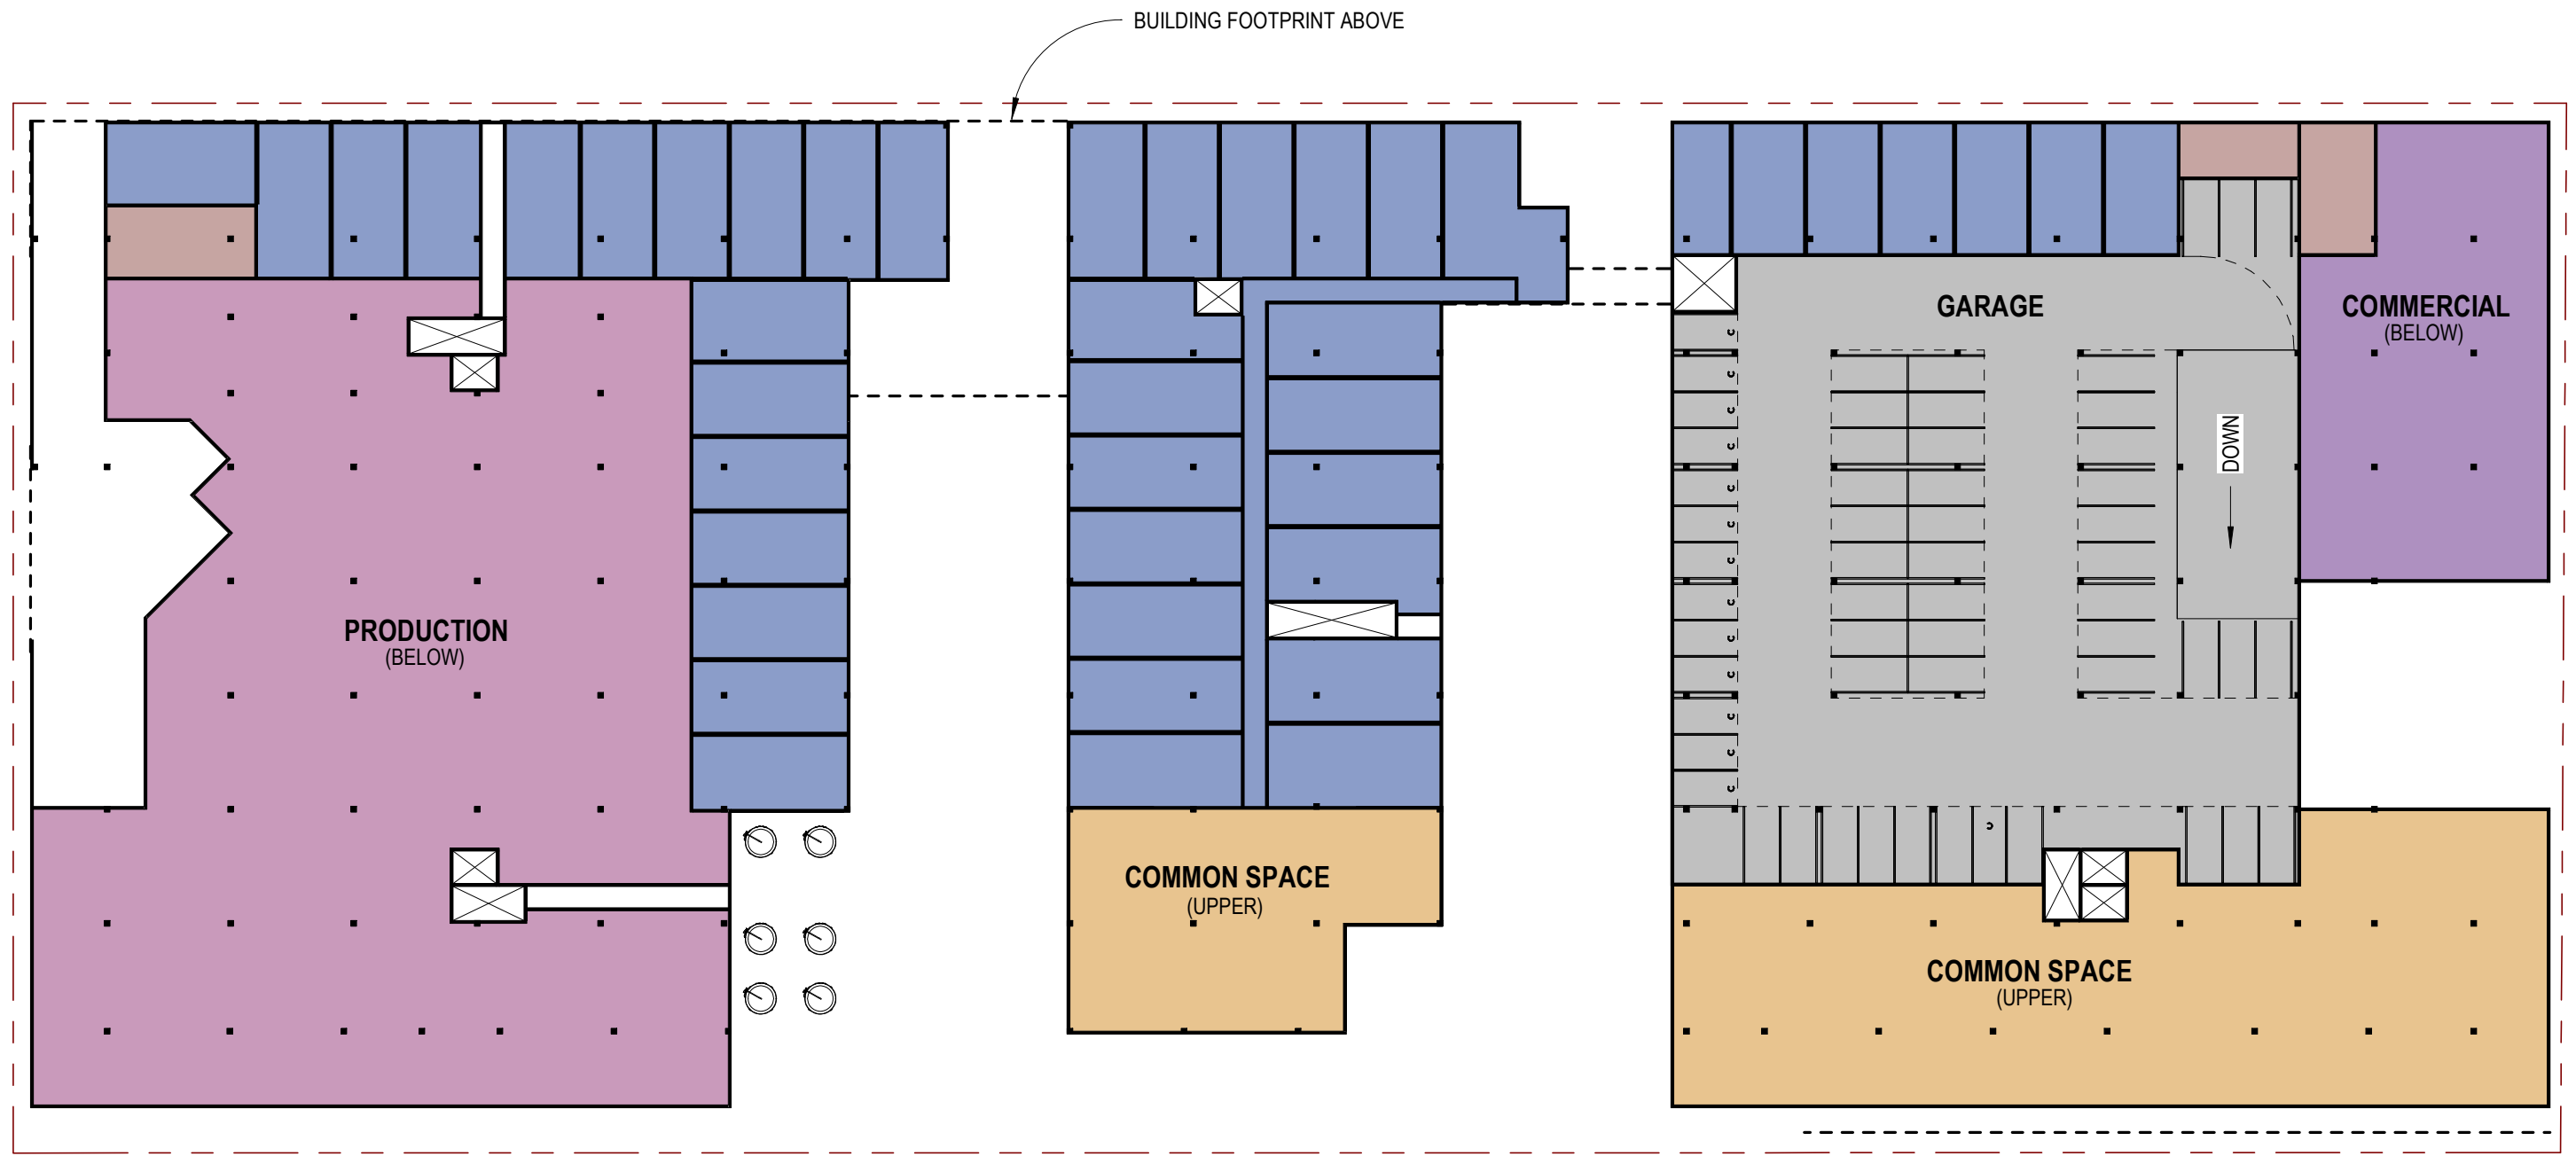 BUILDING FOOTPRINT ABOVE
GARAGE
COMMERCIAL
(BELOW)
DOWN
PRODUCTION
(BELOW)
COMMON SPACE
(UPPER)
COMMON SPACE
(UPPER)